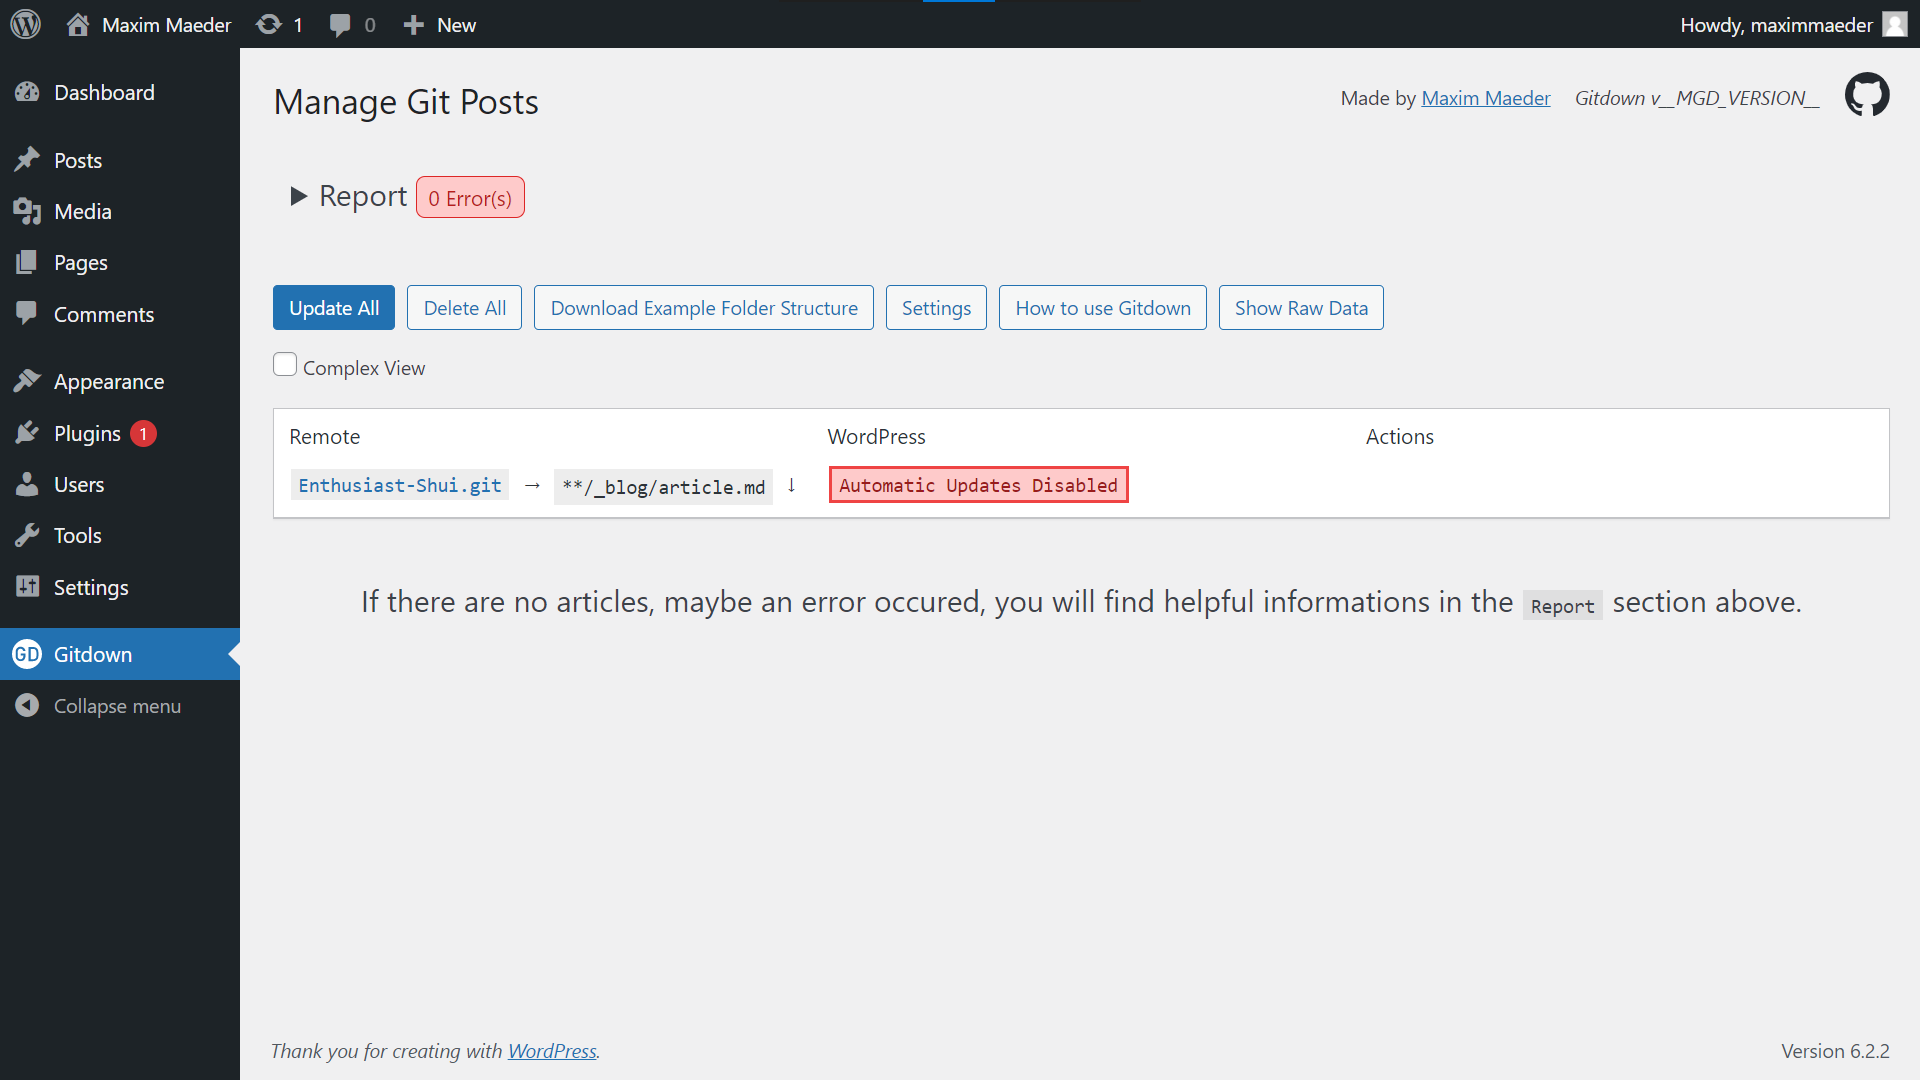 Maxim Maeder 1 0 New Howdy, maximmaeder
Dashboard
Posts
Media
Pages
Comments
Appearance
Plugins 1
Users
Tools
Settings
GD Gitdown
Collapse menu
Manage Git Posts
Made by Maxim Maeder Gitdown v__MGD_VERSION__
Report 0 Error(s)
Update All Delete All Download Example Folder Structure Settings How to use Gitdown Show Raw Data
Complex View
Remote WordPress Actions
Enthusiast-Shui.git → **/_blog/article.md ↓ Automatic Updates Disabled
If there are no articles, maybe an error occured, you will find helpful informations in the Report section above.
Thank you for creating with WordPress. Version 6.2.2